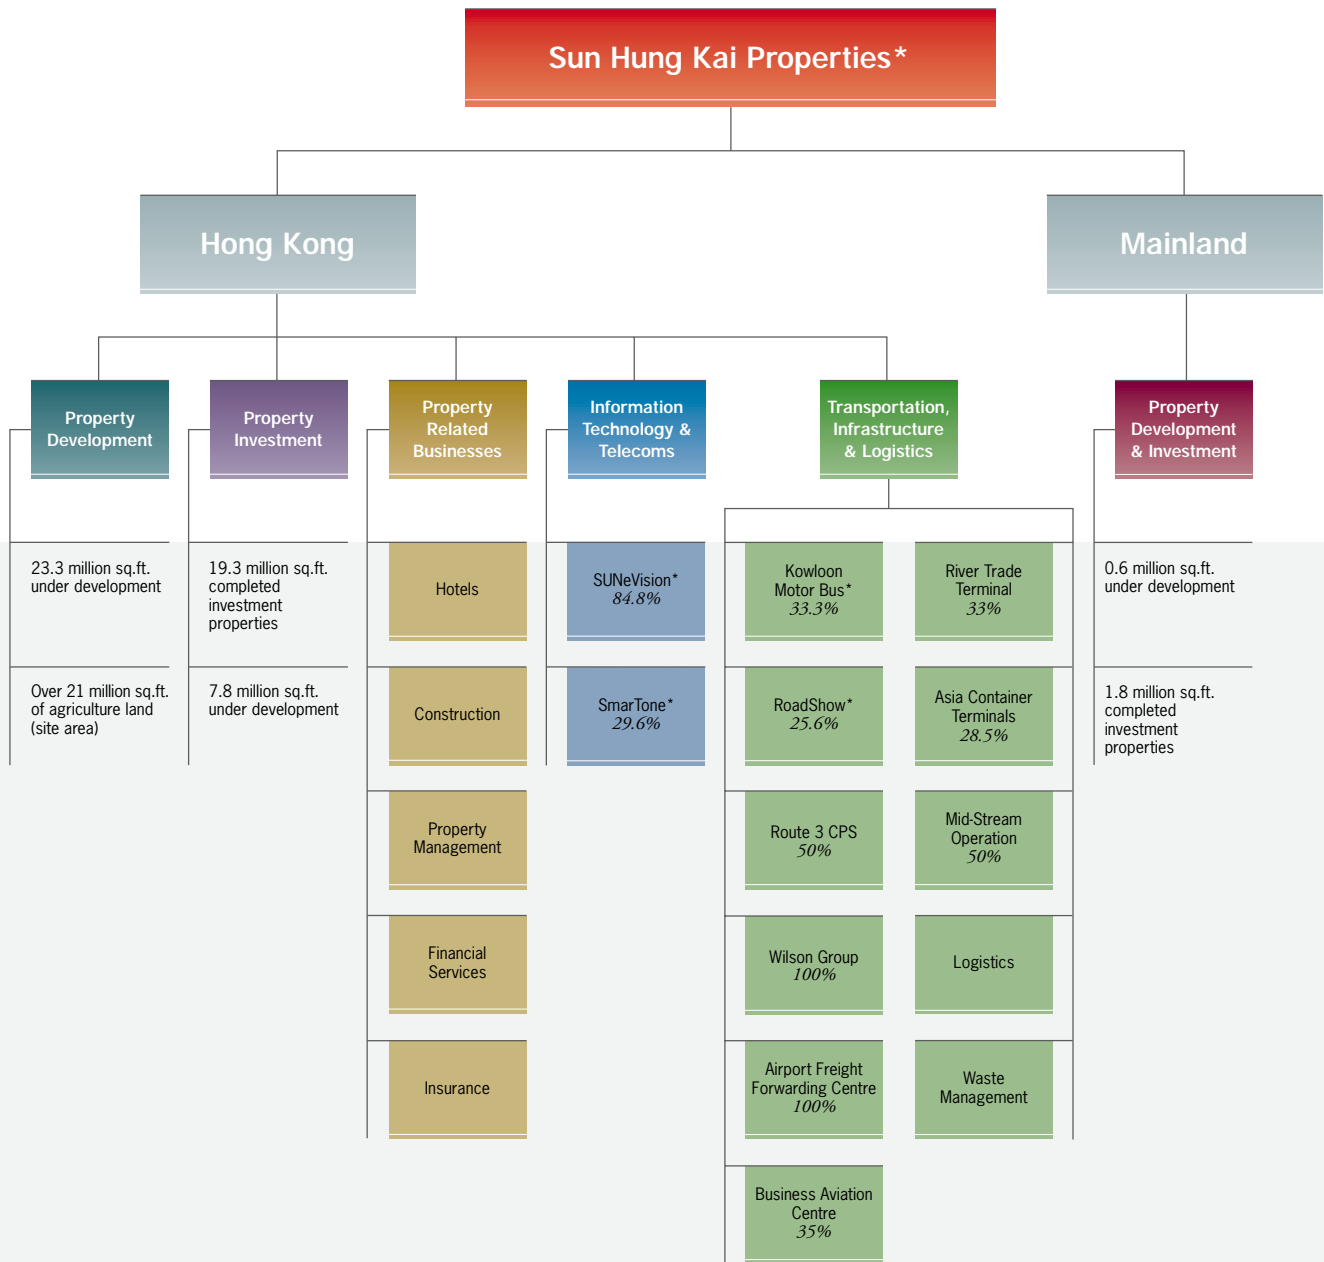 Sun Hung Kai Properties*
Hong Kong
Mainland
Property
Development
Property
Investment
Property
Related
Businesses
Information
Technology &
Telecoms
Transportation,
Infrastructure
& Logistics
Property
Development
& Investment
23.3 million sq.ft.
under development
Over 21 million sq.ft.
of agriculture land
(site area)
19.3 million sq.ft.
completed
investment
properties
7.8 million sq.ft.
under development
Hotels
Construction
Property
Management
Financial
Services
Insurance
SUNeVision*
84.8%
SmarTone*
29.6%
Kowloon
Motor Bus*
33.3%
RoadShow*
25.6%
Route 3 CPS
50%
Wilson Group
100%
Airport Freight
Forwarding Centre
100%
Business Aviation
Centre
35%
River Trade
Terminal
33%
Asia Container
Terminals
28.5%
Mid-Stream
Operation
50%
Logistics
Waste
Management
0.6 million sq.ft.
under development
1.8 million sq.ft.
completed
investment
properties